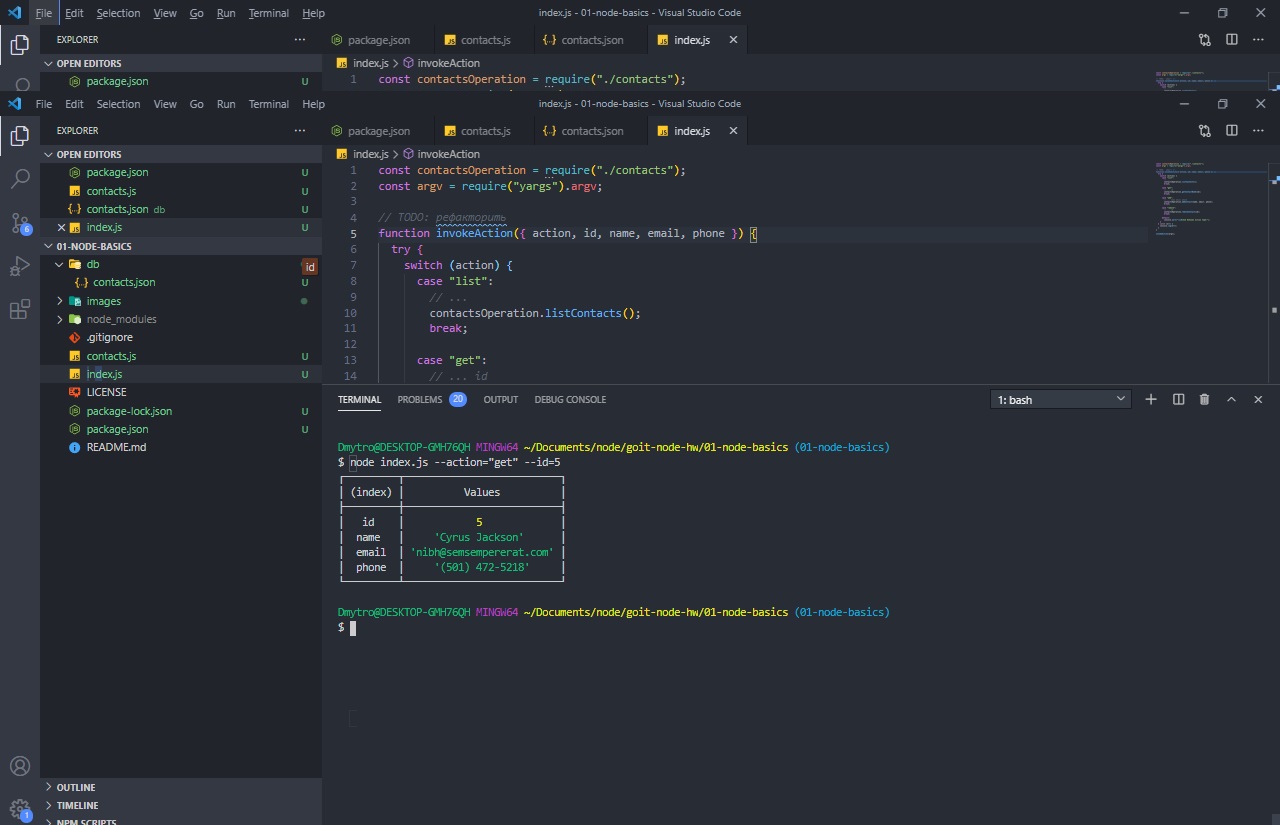 File Edit Selection View Go Run Terminal Help index.js - 01-node-basics - Visual Studio Code
EXPLORER ··· package.json contacts.js {..} contacts.json index.js
OPEN EDITORS index.js > invokeAction
package.json U 1 const contactsOperation = require("./contacts");
File Edit Selection View Go Run Terminal Help index.js - 01-node-basics - Visual Studio Code
EXPLORER ··· package.json contacts.js {..} contacts.json index.js
OPEN EDITORS index.js > invokeAction
package.json U
contacts.js U
{..} contacts.json db U
index.js U
01-NODE-BASICS
db id
{..} contacts.json U
images
node_modules
.gitignore
contacts.js U
index.js U
LICENSE
package-lock.json U
package.json U
README.md
OUTLINE
TIMELINE
NPM SCRIPTS
6
1
1 const contactsOperation = require("./contacts");
2 const argv = require("yargs").argv;
3
4 // TODO: рефакторить
5 function invokeAction({ action, id, name, email, phone }) {
6 try {
7 switch (action) {
8 case "list":
9 // ...
10 contactsOperation.listContacts();
11 break;
12
13 case "get":
14 // ... id
TERMINAL PROBLEMS 20 OUTPUT DEBUG CONSOLE 1: bash
Dmytro@DESKTOP-GMH76QH MINGW64 ~/Documents/node/goit-node-hw/01-node-basics (01-node-basics)
$ node index.js --action="get" --id=5
(index) Values
id 5
name 'Cyrus Jackson'
email 'nibh@semsempererat.com'
phone '(501) 472-5218'
Dmytro@DESKTOP-GMH76QH MINGW64 ~/Documents/node/goit-node-hw/01-node-basics (01-node-basics)
$